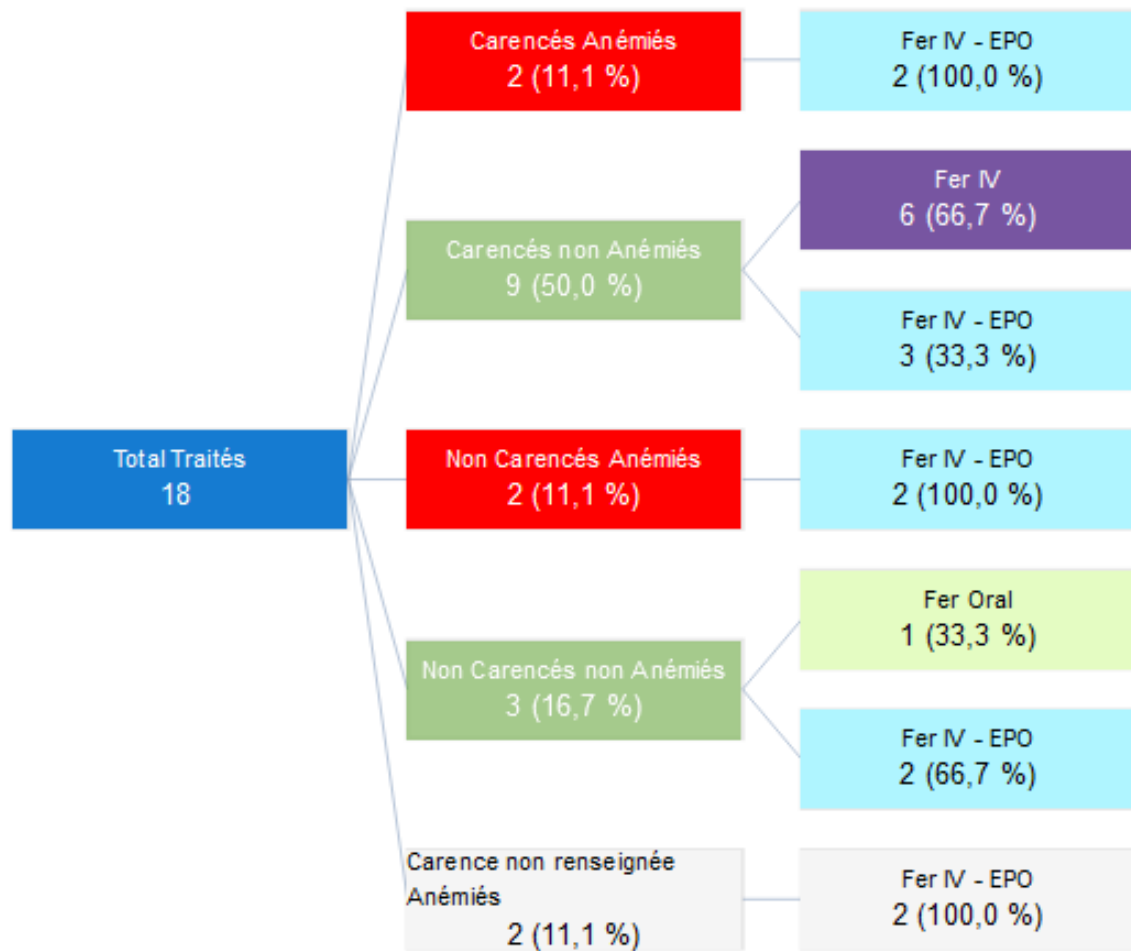 Total Traités
18
Carencés Anémiés
2 (11,1 %)
Fer IV - EPO
2 (100,0 %)
Carencés non Anémiés
9 (50,0 %)
Fer IV
6 (66,7 %)
Fer IV - EPO
3 (33,3 %)
Non Carencés Anémiés
2 (11,1 %)
Fer IV - EPO
2 (100,0 %)
Non Carencés non Anémiés
3 (16,7 %)
Fer Oral
1 (33,3 %)
Fer IV - EPO
2 (66,7 %)
Carence non renseignée
Anémiés
2 (11,1 %)
Fer IV - EPO
2 (100,0 %)